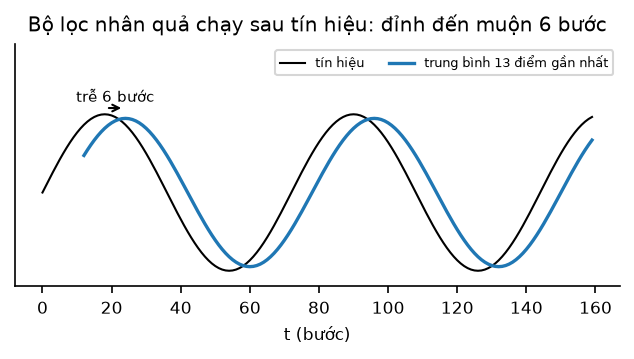 Bộ lọc nhân quả chạy sau tín hiệu: đỉnh đến muộn 6 bước
tín hiệu
trung bình 13 điểm gần nhất
trễ 6 bước
0 20 40 60 80 100 120 140 160
t (bước)